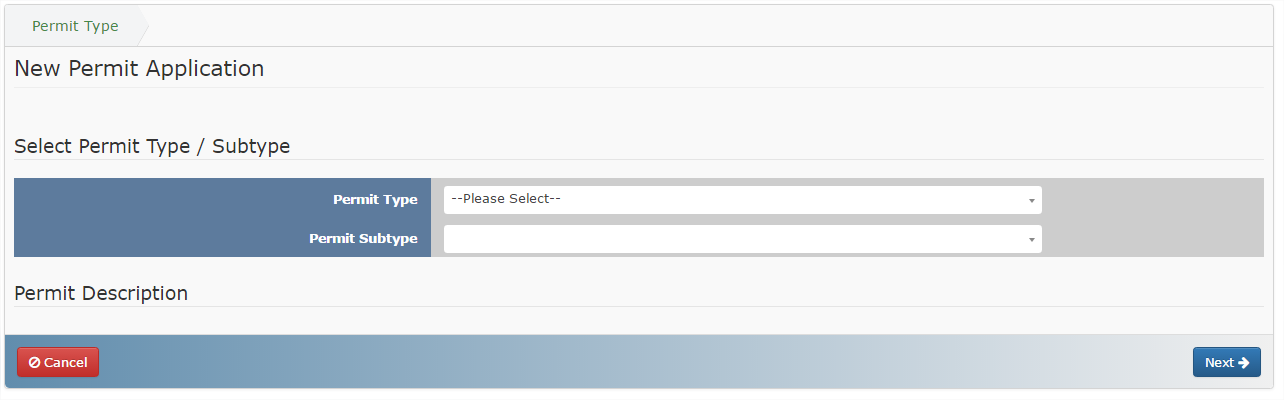 Permit Type
New Permit Application
Select Permit Type / Subtype
Permit Type --Please Select--
Permit Subtype
Permit Description
Cancel Next